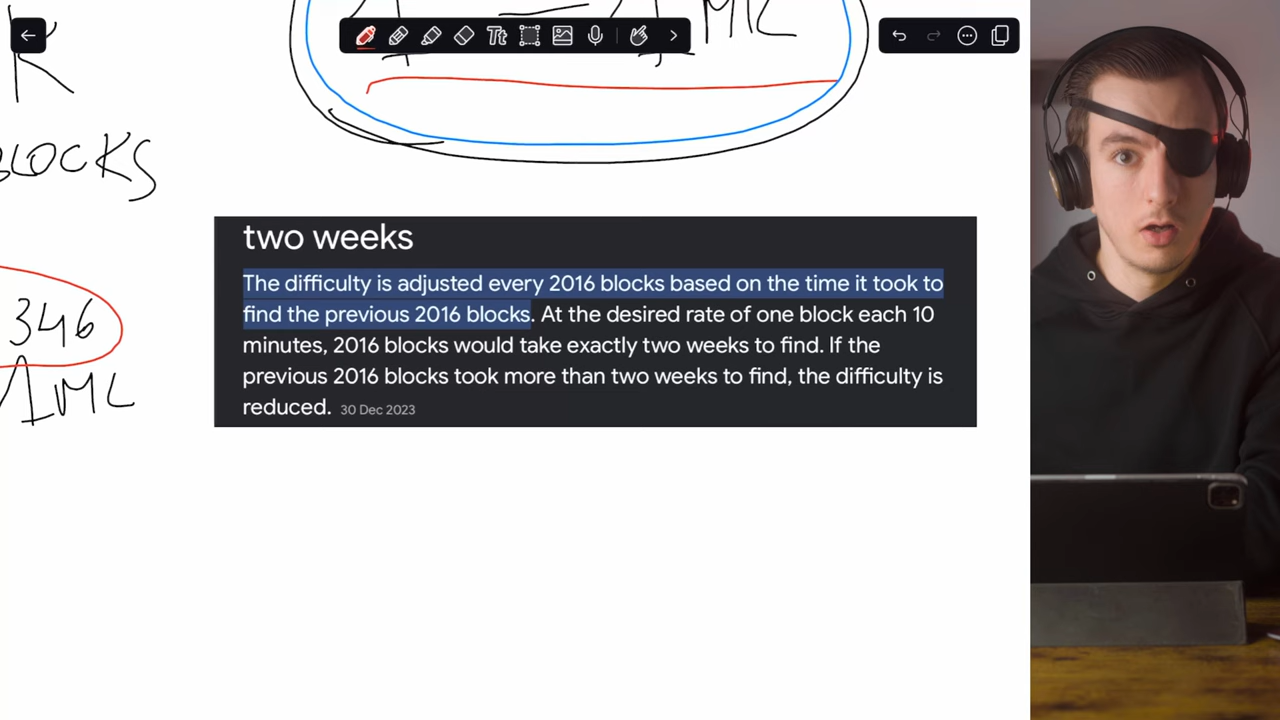 ML
K
BLOCKS
two weeks
The difficulty is adjusted every 2016 blocks based on the time it took to
find the previous 2016 blocks. At the desired rate of one block each 10
minutes, 2016 blocks would take exactly two weeks to find. If the
previous 2016 blocks took more than two weeks to find, the difficulty is
reduced. 30 Dec 2023
346
1ML
Tt